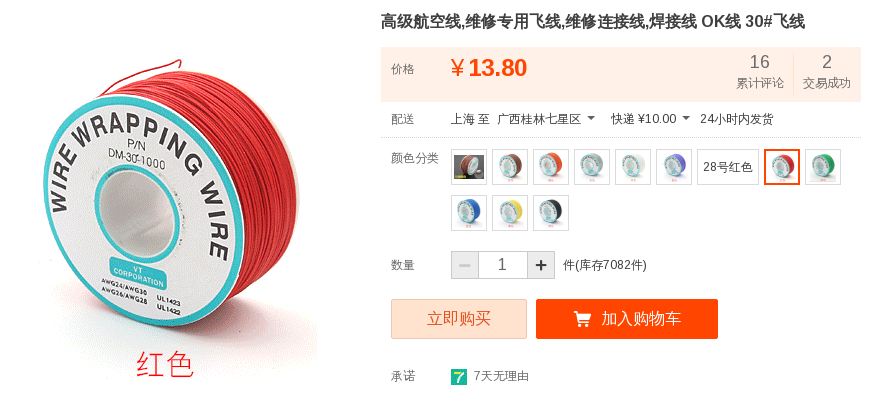 高级航空线,维修专用飞线,维修连接线,焊接线 OK线 30#飞线
价格
¥13.80
16
累计评论
2
交易成功
配送
上海 至 广西桂林七星区 快递 ¥10.00 24小时内发货
颜色分类
28号红色
数量
1
件(库存7082件)
立即购买
加入购物车
承诺
7 7天无理由
WIRE WRAPPING WIRE
P/N
DM-30-1000
VT
CORPORATION
AWG24/AWG30 UL1423
AWG26/AWG28 UL1422
红色